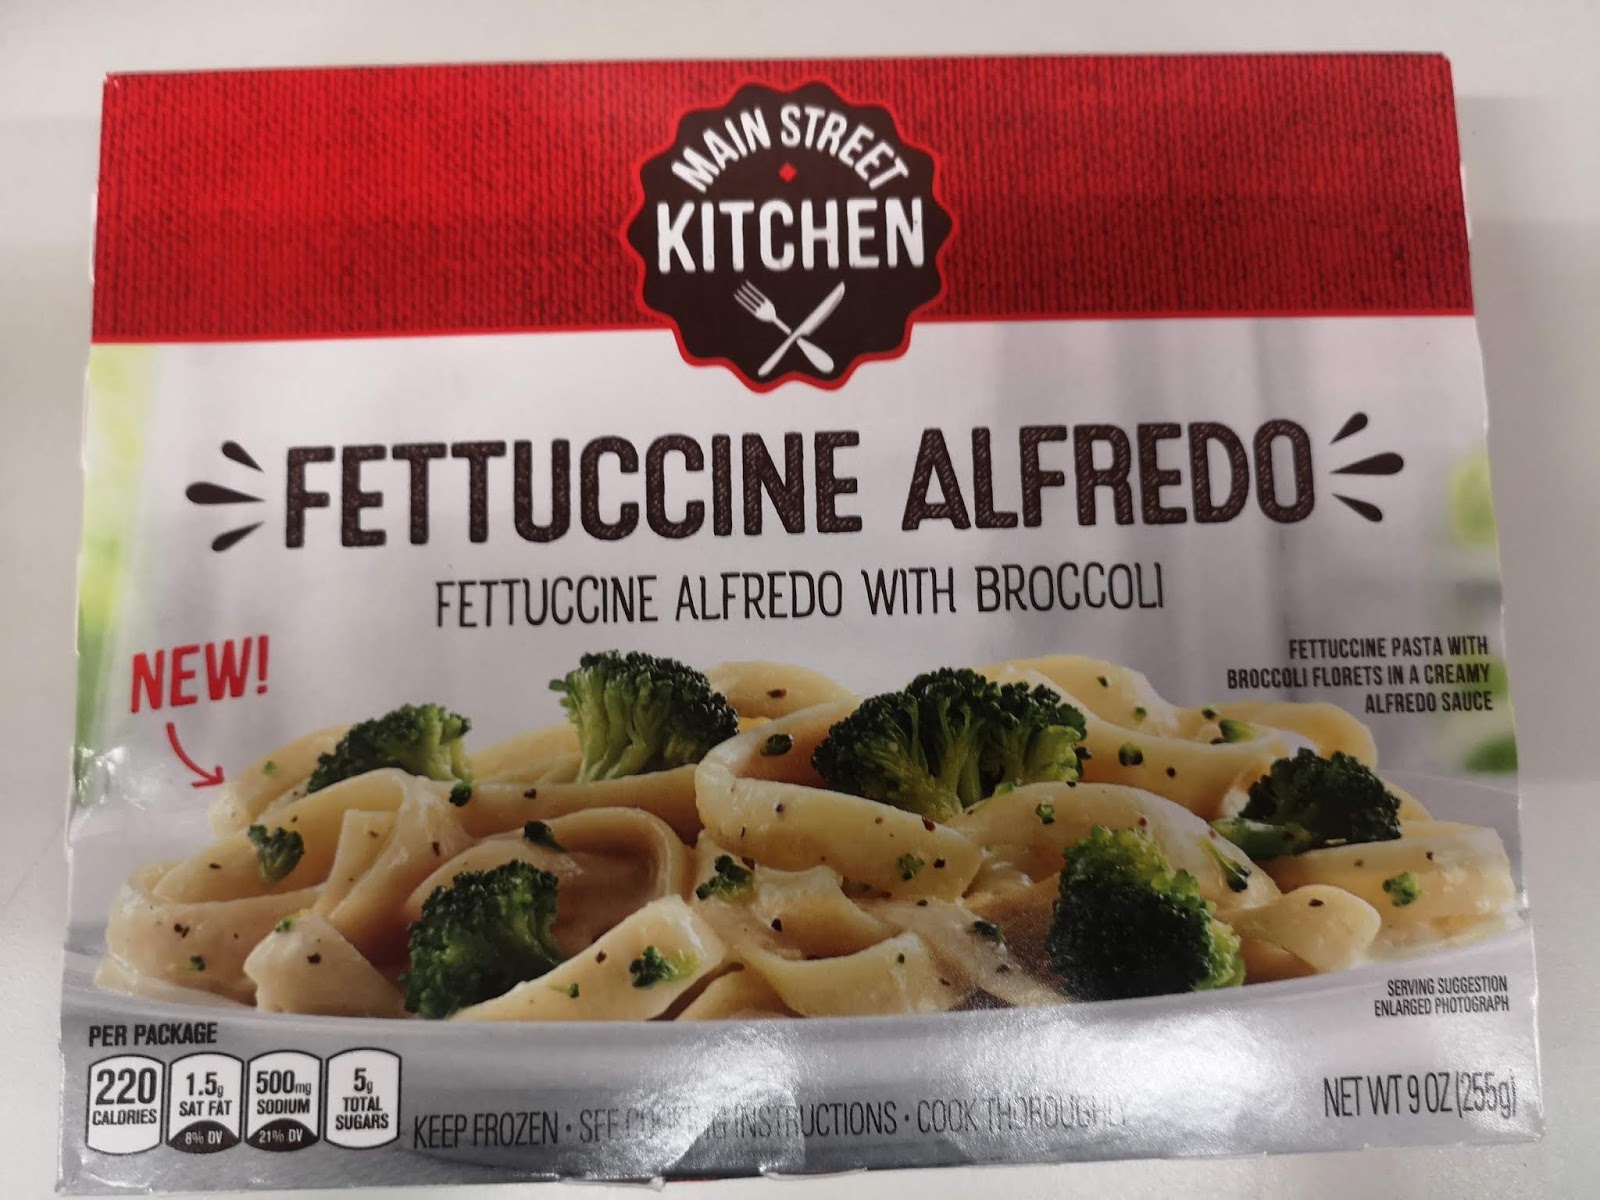 MAIN STREET
KITCHEN
FETTUCCINE ALFREDO
FETTUCCINE ALFREDO WITH BROCCOLI
NEW!
FETTUCCINE PASTA WITH
BROCCOLI FLORETS IN A CREAMY
ALFREDO SAUCE
SERVING SUGGESTION
ENLARGED PHOTOGRAPH
PER PACKAGE
220
CALORIES
1.5g
SAT FAT
8% DV
500mg
SODIUM
21% DV
5g
TOTAL
SUGARS
KEEP FROZEN • SEE COOKING INSTRUCTIONS • COOK THOROUGHLY
NET WT 9 OZ (255g)